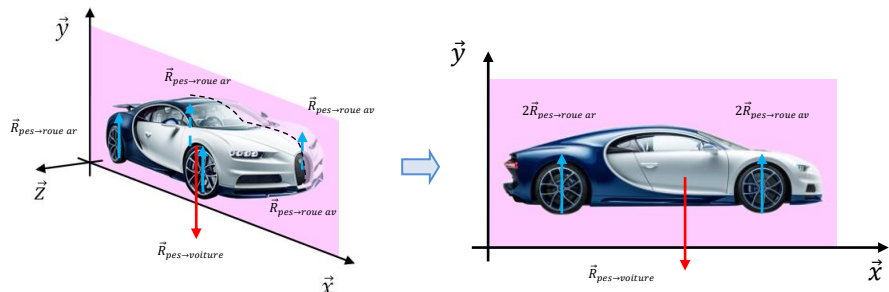 y⃗
R⃗pes→roue ar
R⃗pes→roue av
R⃗pes→roue ar
z⃗
R⃗pes→roue av
R⃗pes→voiture
x⃗
y⃗
2R⃗pes→roue ar
2R⃗pes→roue av
R⃗pes→voiture
x⃗